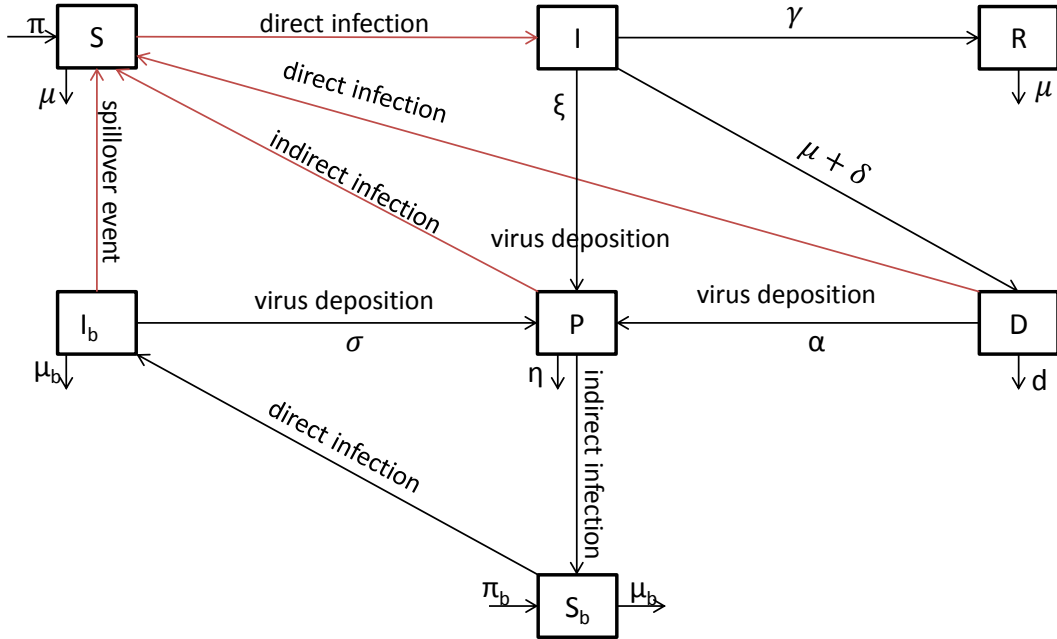 π
S
direct infection
I
γ
R
μ
μ
direct infection
ξ
spillover event
indirect infection
μ + δ
virus deposition
I_b
virus deposition
P
virus deposition
D
σ
α
μ_b
η
d
direct infection
indirect infection
π_b
S_b
μ_b